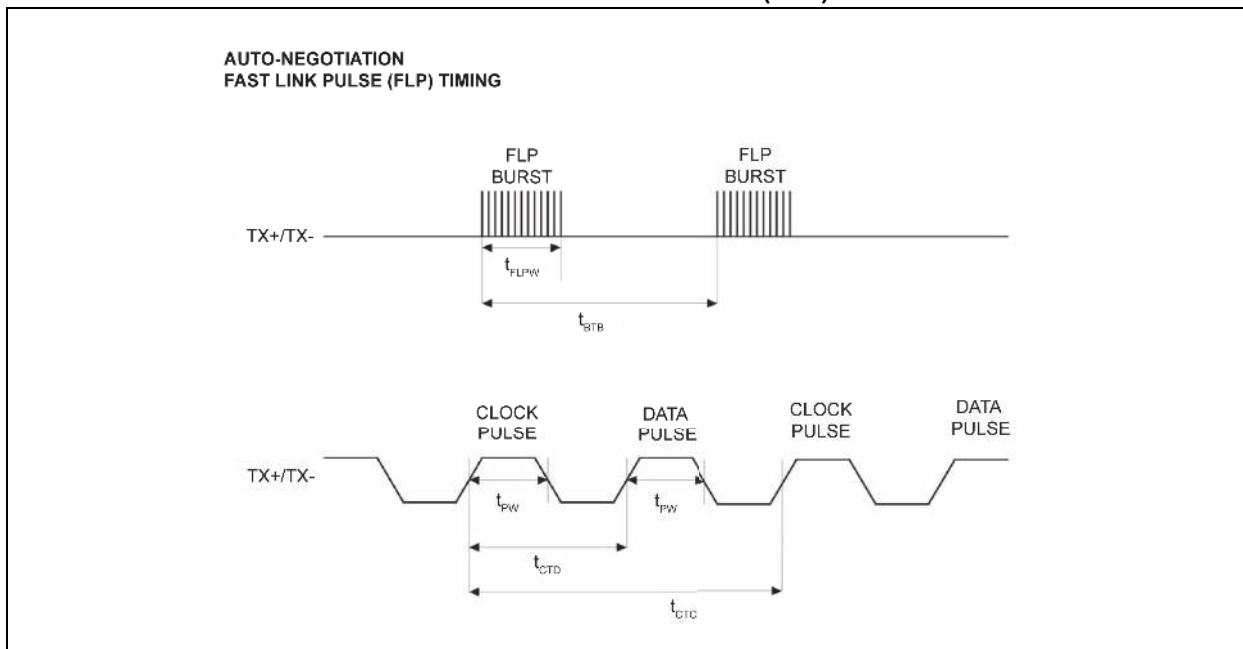 AUTO-NEGOTIATION
FAST LINK PULSE (FLP) TIMING
FLP
BURST
FLP
BURST
TX+/TX-
tFLPW
tBTB
CLOCK
PULSE
DATA
PULSE
CLOCK
PULSE
DATA
PULSE
TX+/TX-
tPW
tPW
tCTD
tCTC